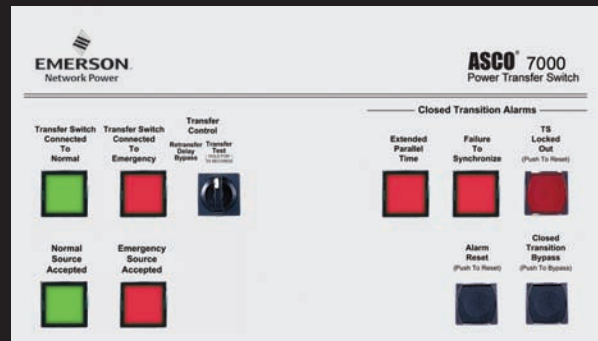 EMERSON
Network Power
ASCO® 7000
Power Transfer Switch
Closed Transition Alarms
Transfer Switch
Connected
To
Normal
Transfer Switch
Connected
To
Emergency
Transfer
Control
Retransfer
Delay
Bypass
Transfer
Test
Extended
Parallel
Time
Failure
To
Synchronize
TS
Locked
Out
(Push To Reset)
Normal
Source
Accepted
Emergency
Source
Accepted
Alarm
Reset
(Push To Reset)
Closed
Transition
Bypass
(Push To Bypass)